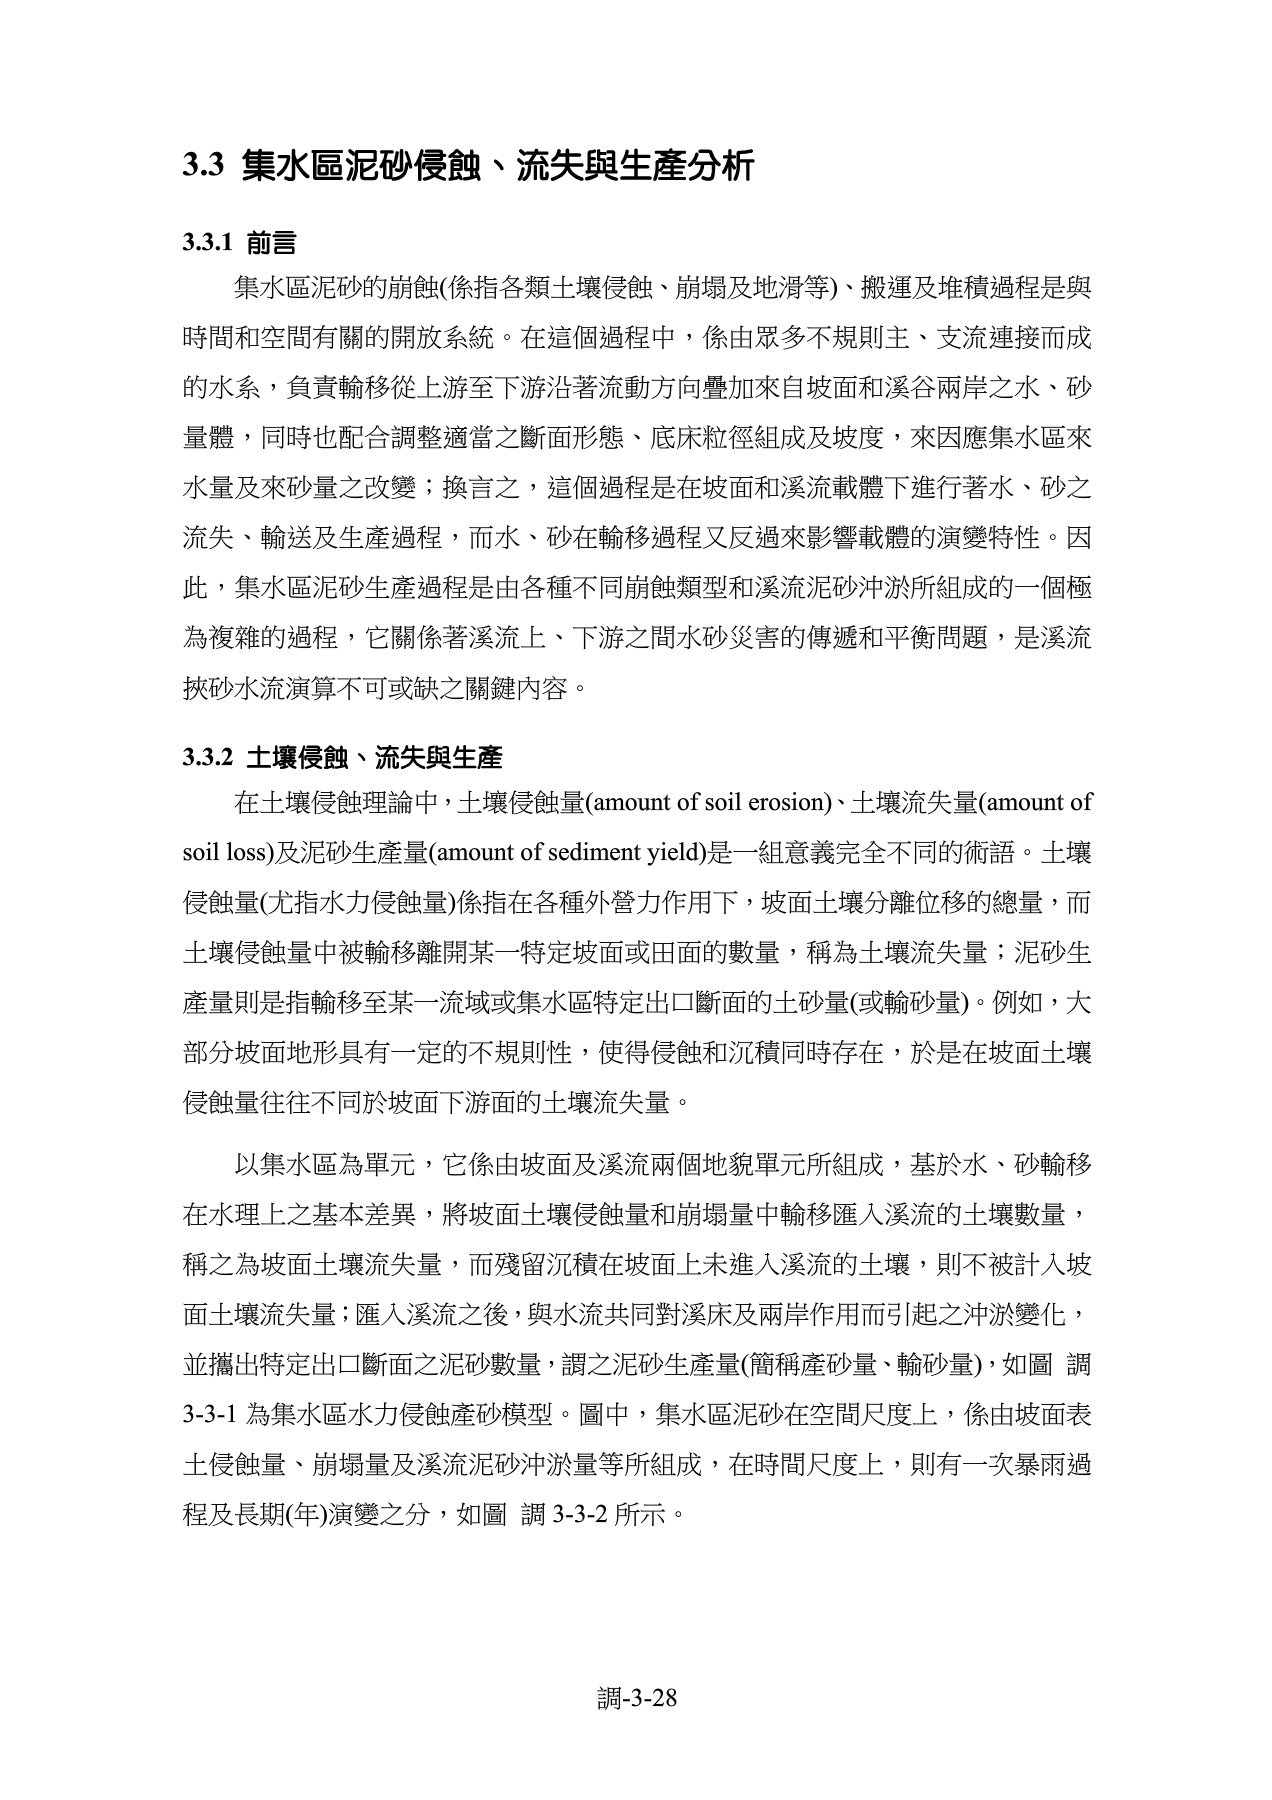 3.3 集水區泥砂侵蝕、流失與生產分析
3.3.1 前言
集水區泥砂的崩蝕(係指各類土壤侵蝕、崩塌及地滑等)、搬運及堆積過程是與
時間和空間有關的開放系統。在這個過程中，係由眾多不規則主、支流連接而成
的水系，負責輸移從上游至下游沿著流動方向疊加來自坡面和溪谷兩岸之水、砂
量體，同時也配合調整適當之斷面形態、底床粒徑組成及坡度，來因應集水區來
水量及來砂量之改變；換言之，這個過程是在坡面和溪流載體下進行著水、砂之
流失、輸送及生產過程，而水、砂在輸移過程又反過來影響載體的演變特性。因
此，集水區泥砂生產過程是由各種不同崩蝕類型和溪流泥砂沖淤所組成的一個極
為複雜的過程，它關係著溪流上、下游之間水砂災害的傳遞和平衡問題，是溪流
挾砂水流演算不可或缺之關鍵內容。
3.3.2 土壤侵蝕、流失與生產
在土壤侵蝕理論中，土壤侵蝕量(amount of soil erosion)、土壤流失量(amount of
soil loss)及泥砂生產量(amount of sediment yield)是一組意義完全不同的術語。土壤
侵蝕量(尤指水力侵蝕量)係指在各種外營力作用下，坡面土壤分離位移的總量，而
土壤侵蝕量中被輸移離開某一特定坡面或田面的數量，稱為土壤流失量；泥砂生
產量則是指輸移至某一流域或集水區特定出口斷面的土砂量(或輸砂量)。例如，大
部分坡面地形具有一定的不規則性，使得侵蝕和沉積同時存在，於是在坡面土壤
侵蝕量往往不同於坡面下游面的土壤流失量。
以集水區為單元，它係由坡面及溪流兩個地貌單元所組成，基於水、砂輸移
在水理上之基本差異，將坡面土壤侵蝕量和崩塌量中輸移匯入溪流的土壤數量，
稱之為坡面土壤流失量，而殘留沉積在坡面上未進入溪流的土壤，則不被計入坡
面土壤流失量；匯入溪流之後，與水流共同對溪床及兩岸作用而引起之沖淤變化，
並攜出特定出口斷面之泥砂數量，謂之泥砂生產量(簡稱產砂量、輸砂量)，如圖 調
3-3-1 為集水區水力侵蝕產砂模型。圖中，集水區泥砂在空間尺度上，係由坡面表
土侵蝕量、崩塌量及溪流泥砂沖淤量等所組成，在時間尺度上，則有一次暴雨過
程及長期(年)演變之分，如圖 調 3-3-2 所示。
調-3-28